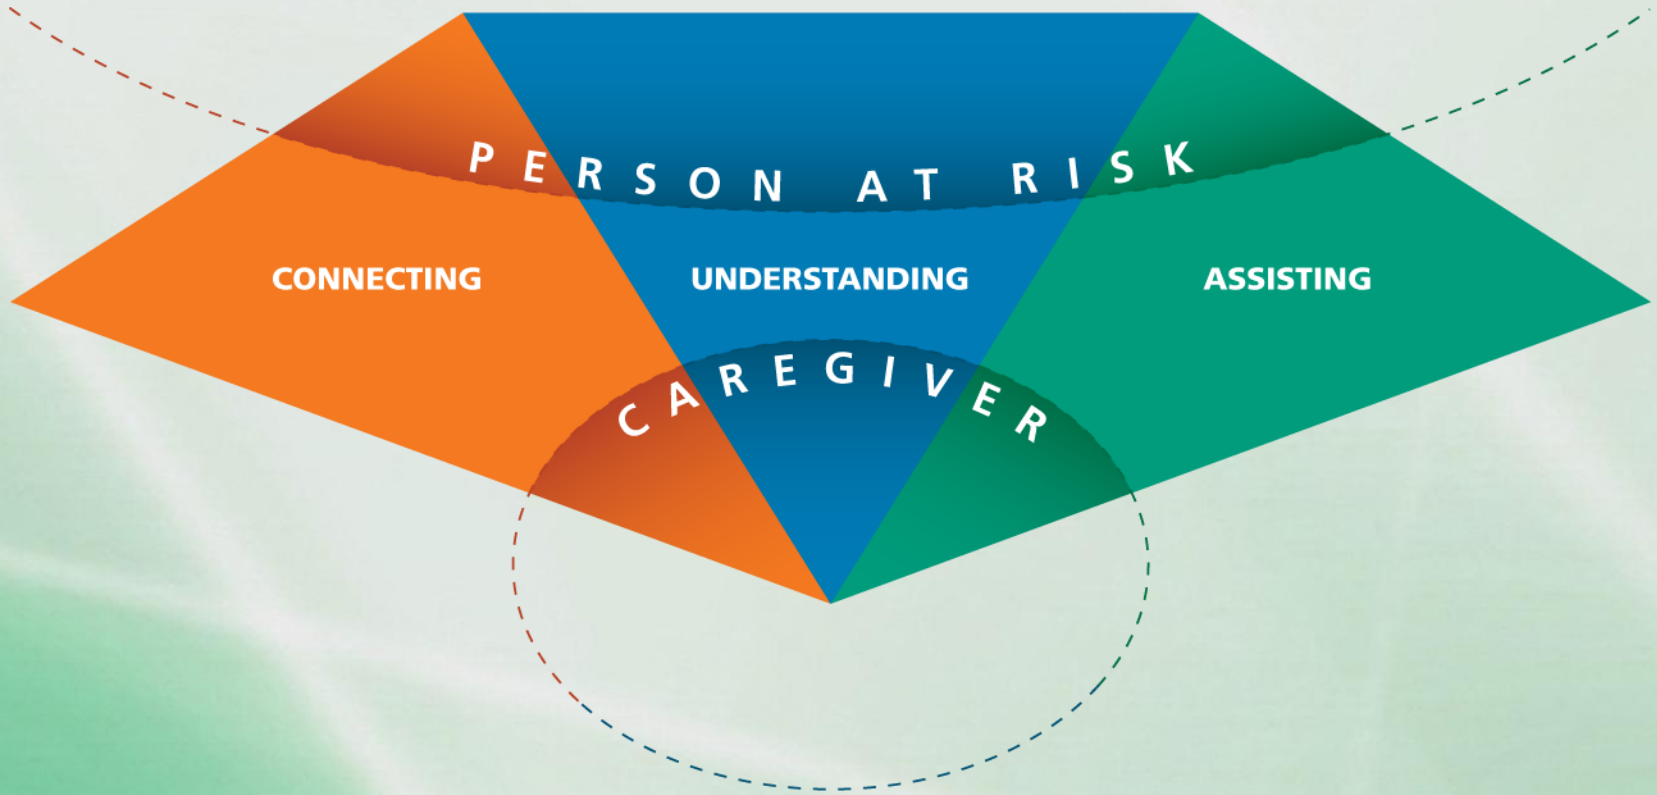 PERSON AT RISK
CONNECTING
UNDERSTANDING
ASSISTING
CAREGIVER